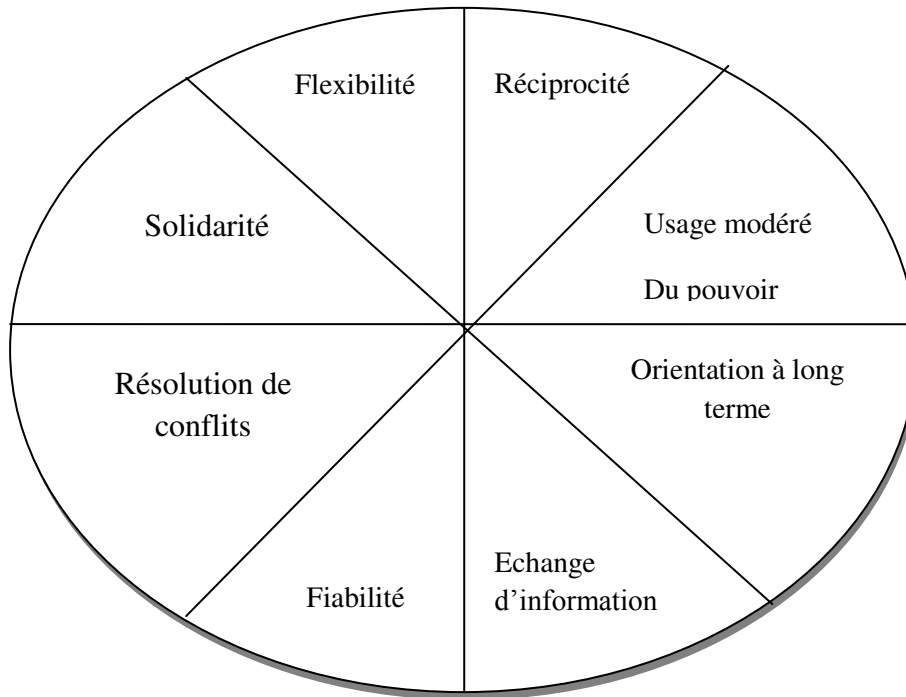 Flexibilité
Réciprocité
Solidarité
Usage modéré
Du pouvoir
Résolution de
conflits
Orientation à long
terme
Fiabilité
Echange
d’information